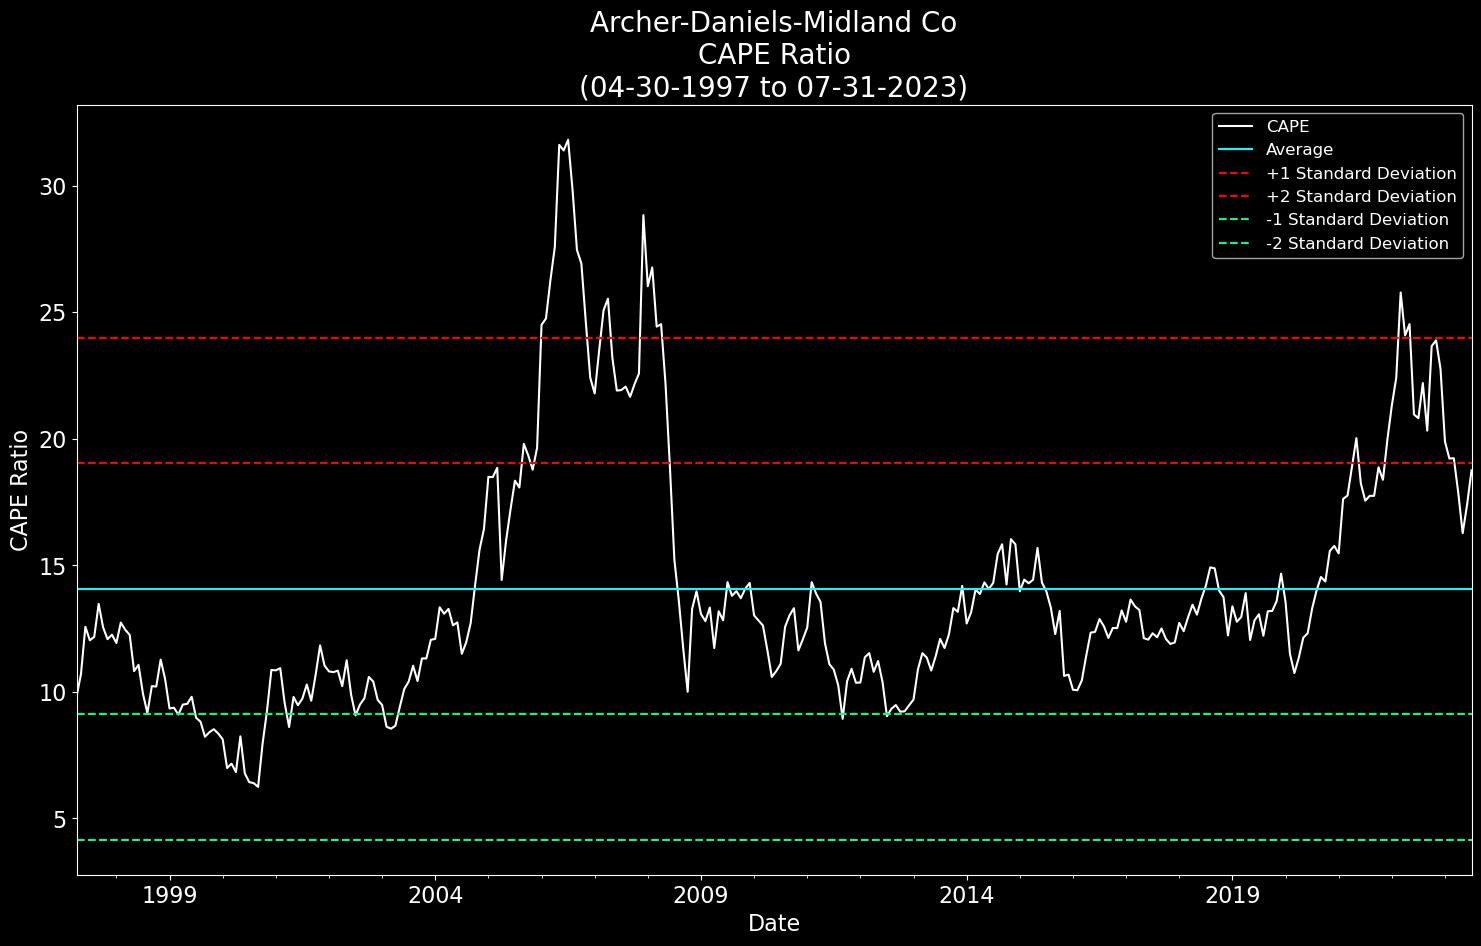 Archer-Daniels-Midland Co
CAPE Ratio
(04-30-1997 to 07-31-2023)
CAPE
Average
+1 Standard Deviation
+2 Standard Deviation
-1 Standard Deviation
-2 Standard Deviation
CAPE Ratio
30
25
20
15
10
5
1999
2004
2009
2014
2019
Date